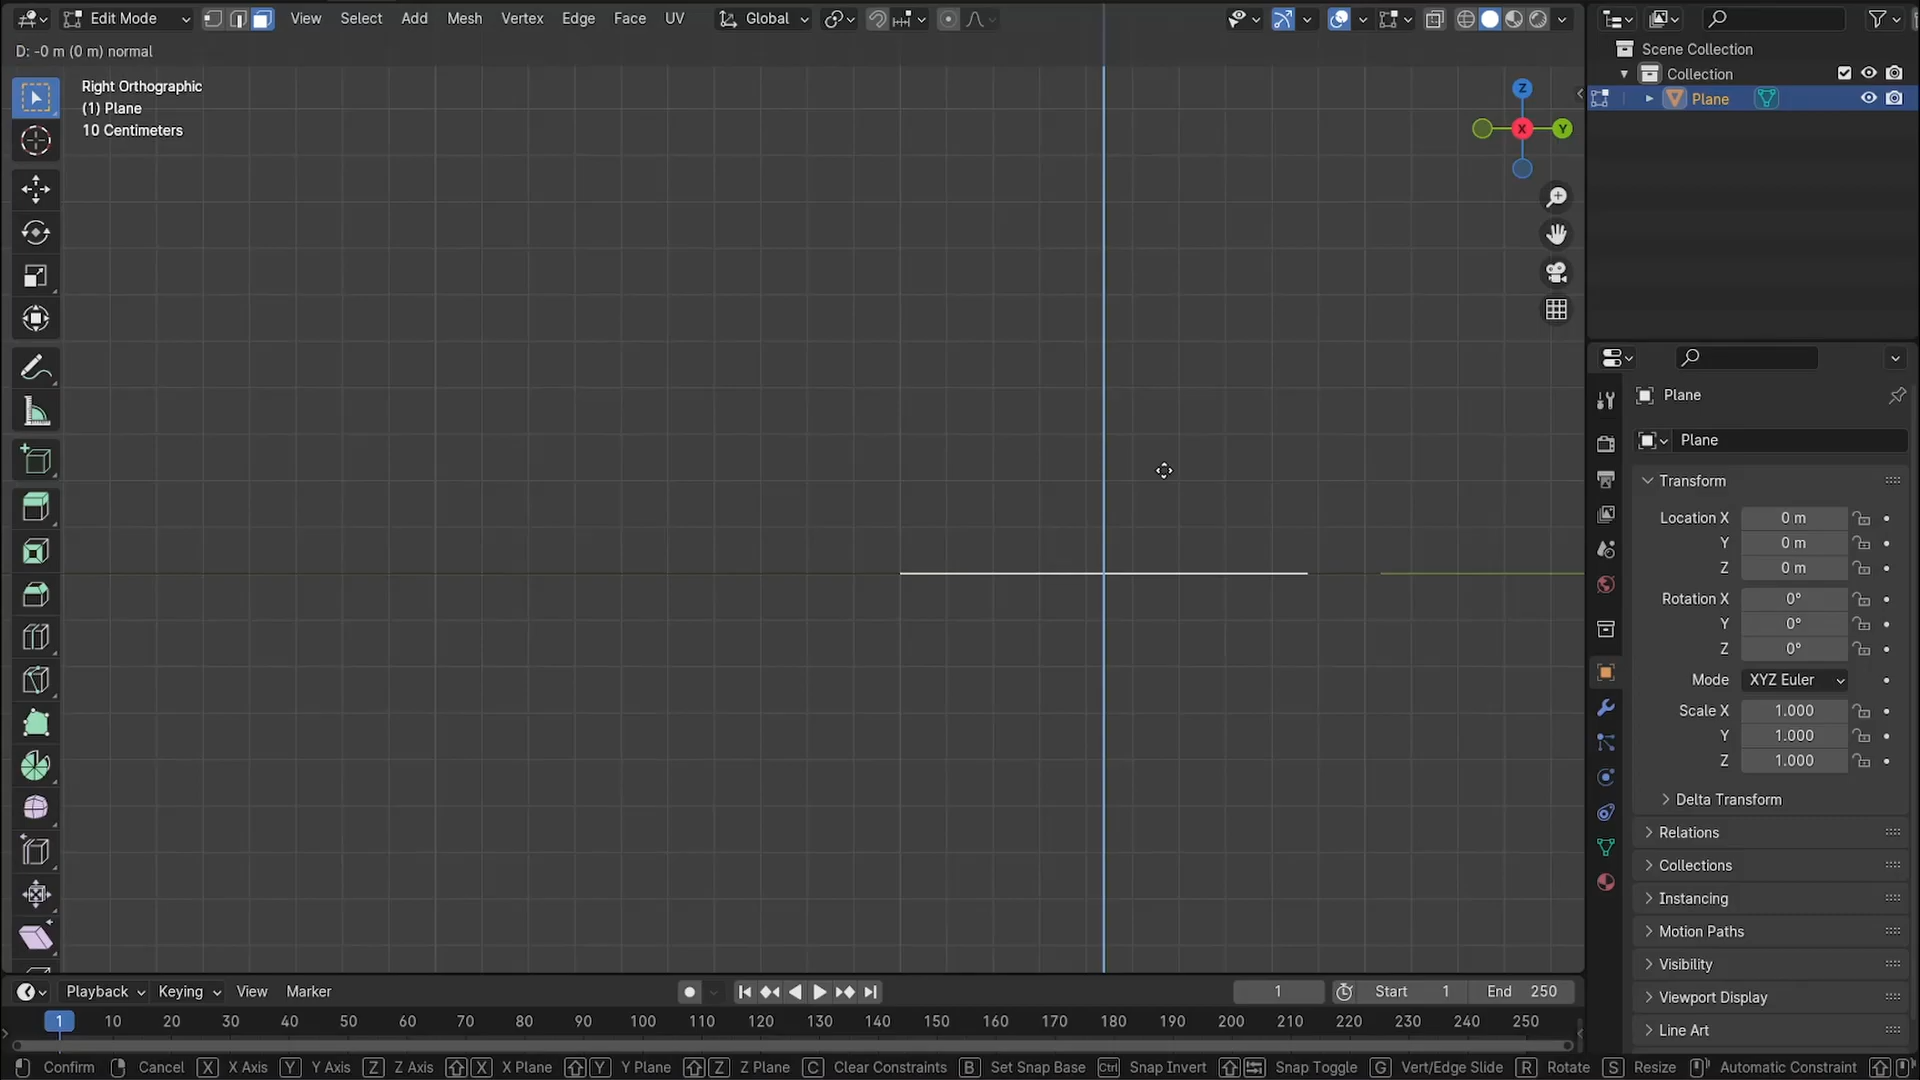 Edit Mode View Select Add Mesh Vertex Edge Face UV Global
D: -0 m (0 m) normal
Right Orthographic
(1) Plane
10 Centimeters
Z
X
Y
Scene Collection
Collection
Plane
Plane
Plane
Transform
Location X 0 m
Y 0 m
Z 0 m
Rotation X 0°
Y 0°
Z 0°
Mode XYZ Euler
Scale X 1.000
Y 1.000
Z 1.000
Delta Transform
Relations
Collections
Instancing
Motion Paths
Visibility
Viewport Display
Line Art
Playback Keying View Marker 1 Start 1 End 250
1 10 20 30 40 50 60 70 80 90 100 110 120 130 140 150 160 170 180 190 200 210 220 230 240 250
Confirm Cancel X X Axis Y Y Axis Z Z Axis X X Plane Y Y Plane Z Z Plane C Clear Constraints B Set Snap Base Ctrl Snap Invert Snap Toggle G Vert/Edge Slide R Rotate S Resize Automatic Constraint